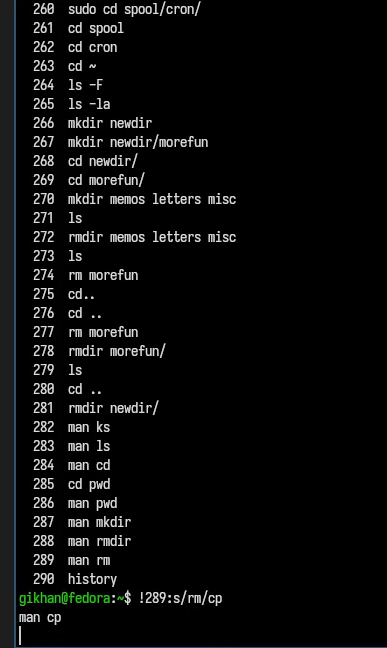 260 sudo cd spool/cron/
261 cd spool
262 cd cron
263 cd ~
264 ls -F
265 ls -la
266 mkdir newdir
267 mkdir newdir/morefun
268 cd newdir/
269 cd morefun/
270 mkdir memos letters misc
271 ls
272 rmdir memos letters misc
273 ls
274 rm morefun
275 cd..
276 cd ..
277 rm morefun
278 rmdir morefun/
279 ls
280 cd ..
281 rmdir newdir/
282 man ks
283 man ls
284 man cd
285 cd pwd
286 man pwd
287 man mkdir
288 man rmdir
289 man rm
290 history
gikhan@fedora:~$ !289:s/rm/cp
man cp